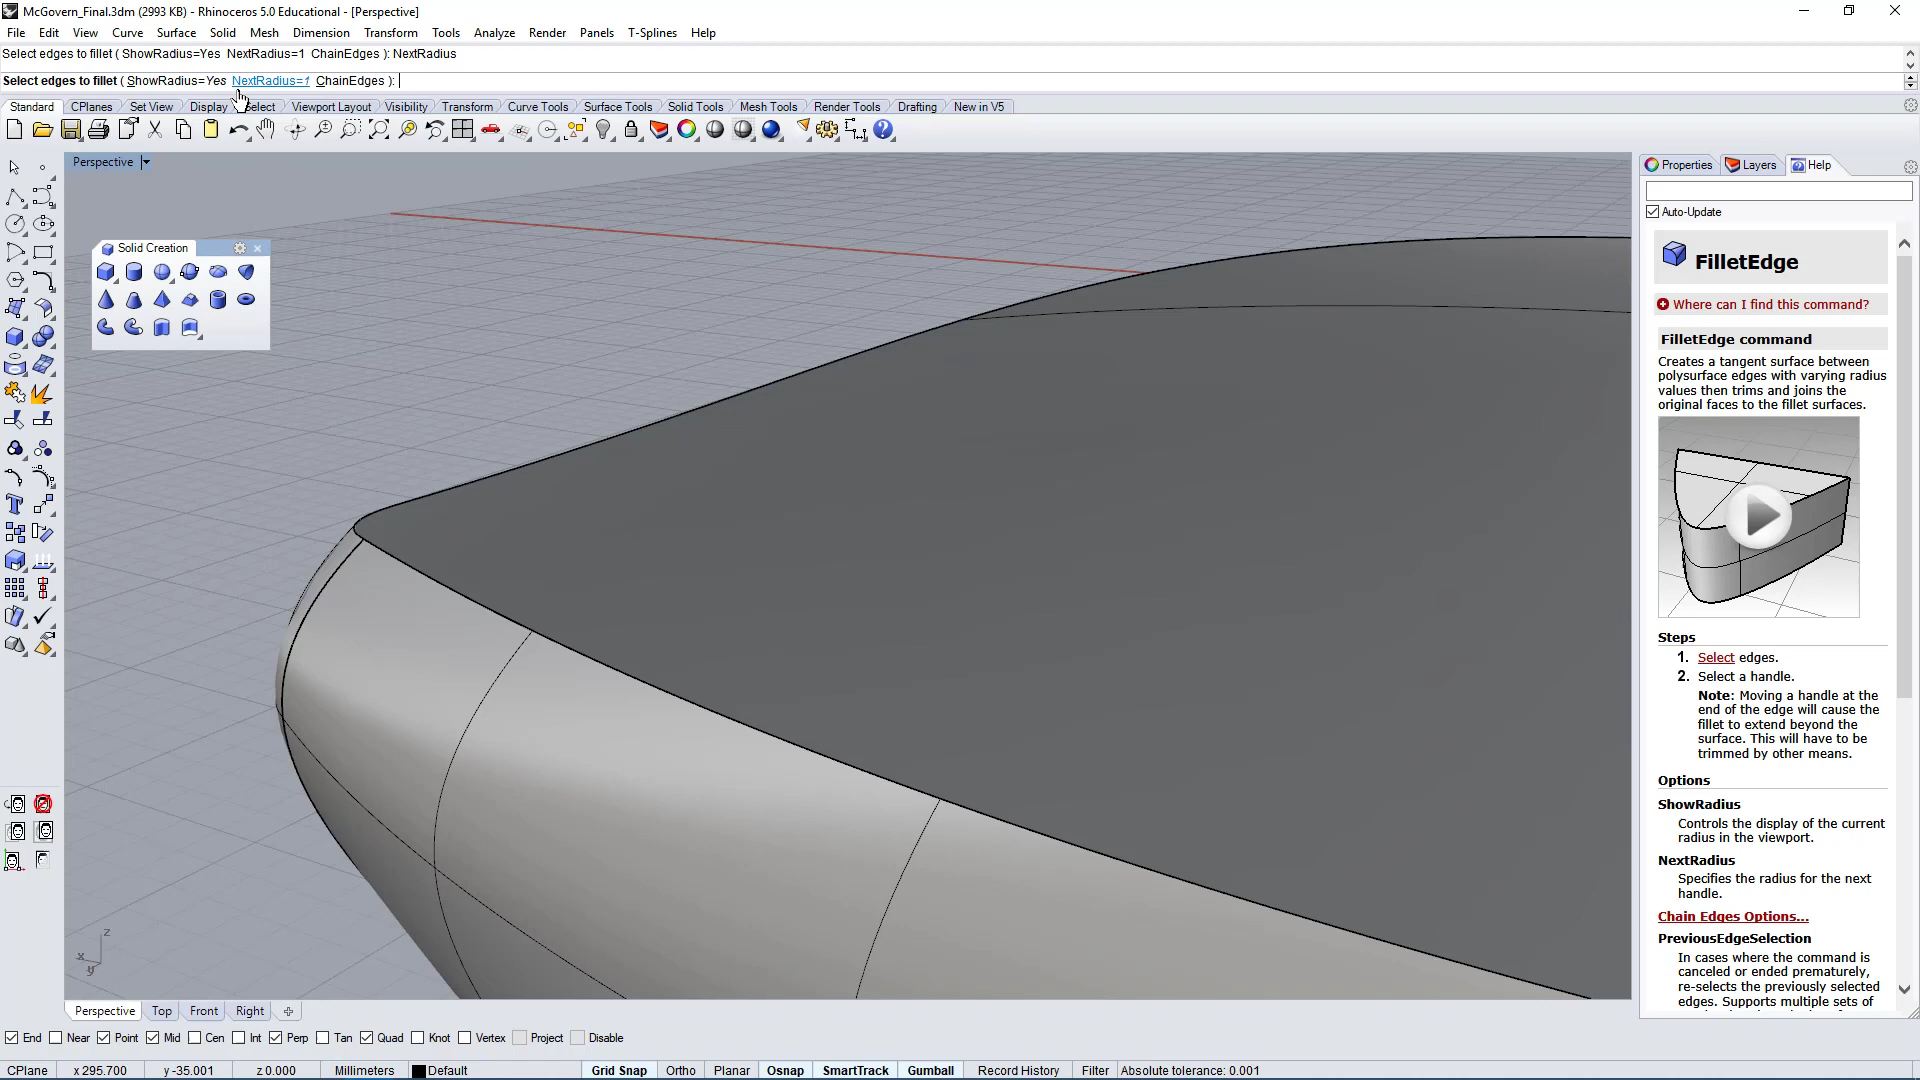 McGovern_Final.3dm (2993 KB) - Rhinoceros 5.0 Educational - [Perspective]
File Edit View Curve Surface Solid Mesh Dimension Transform Tools Analyze Render Panels T-Splines Help
Select edges to fillet ( ShowRadius=Yes NextRadius=1 ChainEdges ): NextRadius
Select edges to fillet ( ShowRadius=Yes NextRadius=1 ChainEdges ):
Standard CPlanes Set View Display Select Viewport Layout Visibility Transform Curve Tools Surface Tools Solid Tools Mesh Tools Render Tools Drafting New in V5
Perspective
Properties Layers Help
Auto-Update
Solid Creation
FilletEdge
Where can I find this command?
FilletEdge command
Creates a tangent surface between
polysurface edges with varying radius
values then trims and joins the
original faces to the fillet surfaces.
Steps
1. Select edges.
2. Select a handle.
Note: Moving a handle at the
end of the edge will cause the
fillet to extend beyond the
surface. This will have to be
trimmed by other means.
Options
ShowRadius
Controls the display of the current
radius in the viewport.
NextRadius
Specifies the radius for the next
handle.
Chain Edges Options...
PreviousEdgeSelection
In cases where the command is
canceled or ended prematurely,
re-selects the previously selected
edges. Supports multiple sets of
z
x
y
Perspective Top Front Right
End Near Point Mid Cen Int Perp Tan Quad Knot Vertex Project Disable
CPlane x 295.700 y -35.001 z 0.000 Millimeters Default Grid Snap Ortho Planar Osnap SmartTrack Gumball Record History Filter Absolute tolerance: 0.001